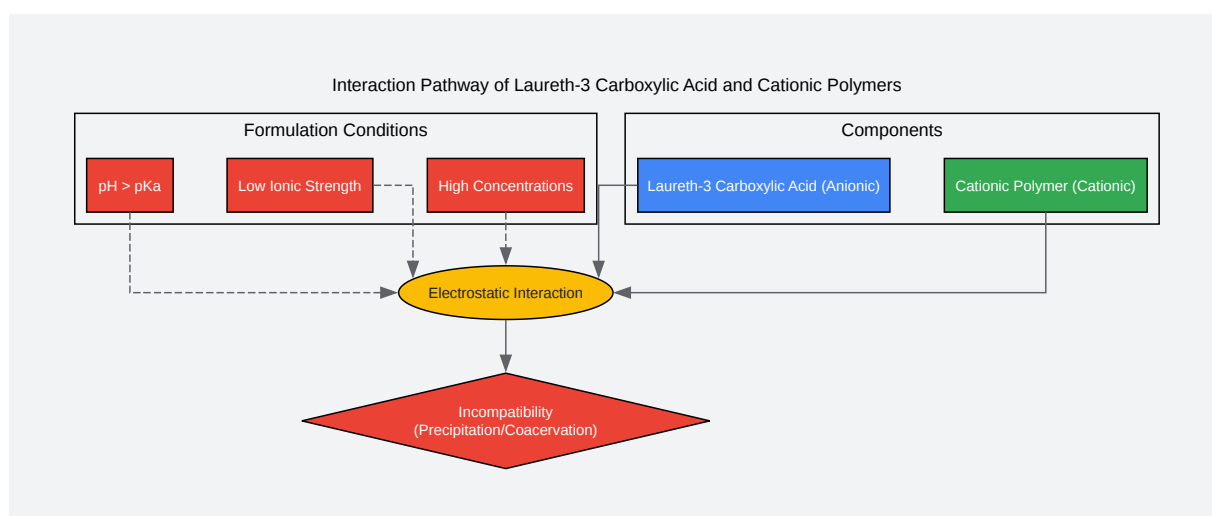 Interaction Pathway of Laureth-3 Carboxylic Acid and Cationic Polymers
Formulation Conditions
Components
pH > pKa
Low Ionic Strength
High Concentrations
Laureth-3 Carboxylic Acid (Anionic)
Cationic Polymer (Cationic)
Electrostatic Interaction
Incompatibility
(Precipitation/Coacervation)